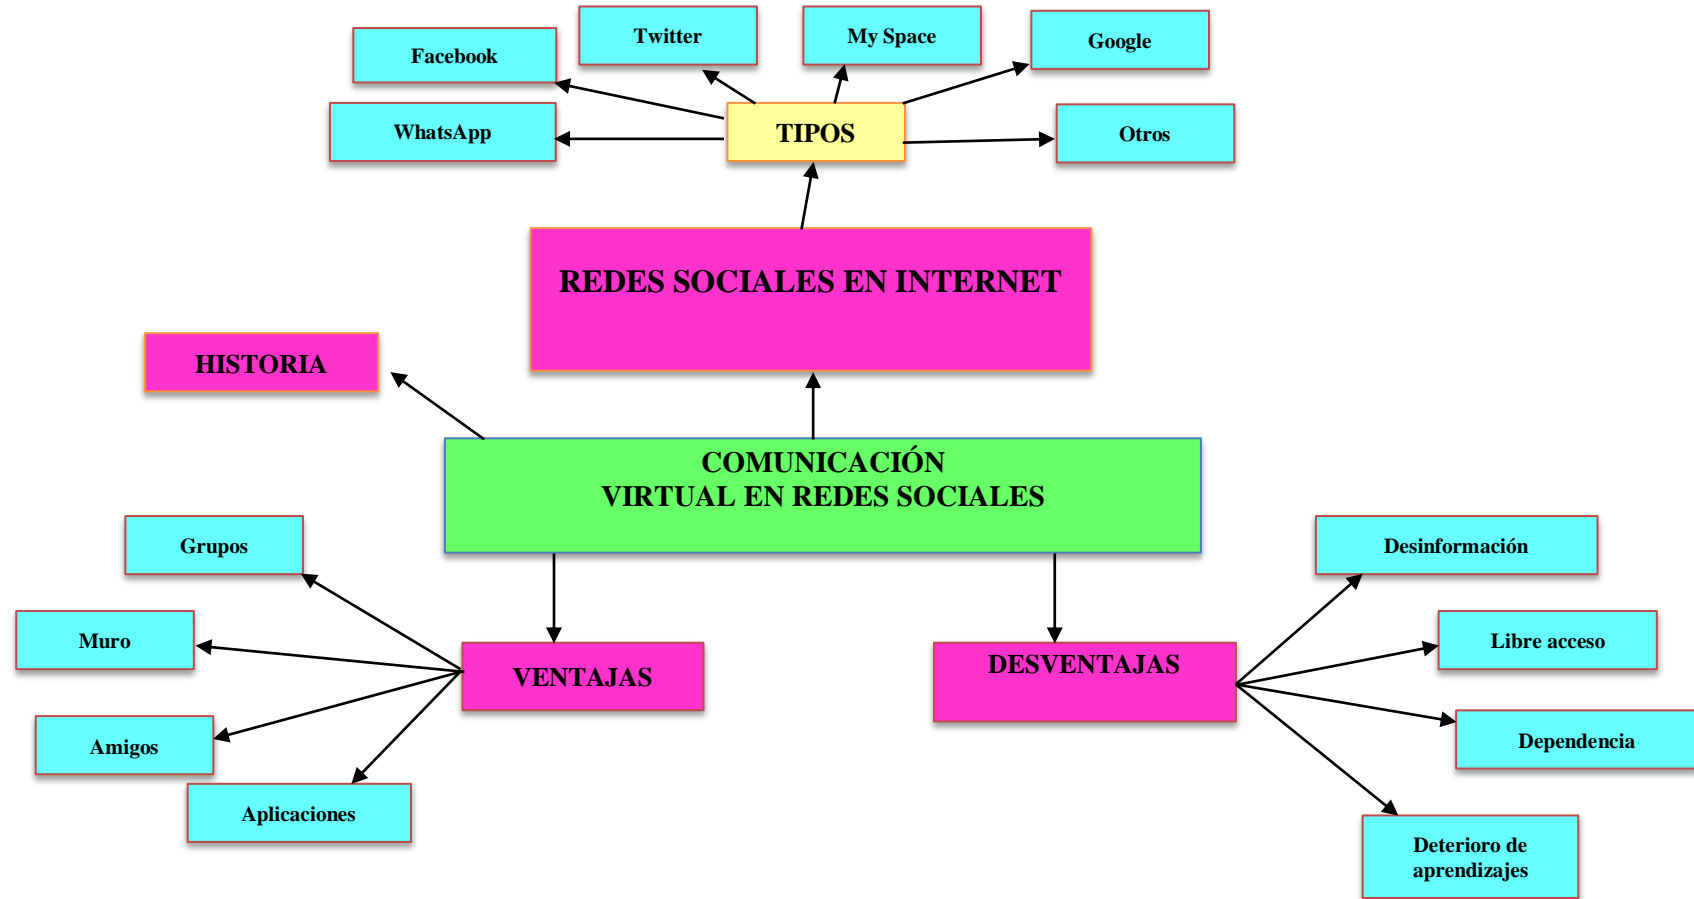 Twitter
My Space
Google
Facebook
WhatsApp
TIPOS
Otros
REDES SOCIALES EN INTERNET
HISTORIA
COMUNICACIÓN
VIRTUAL EN REDES SOCIALES
Grupos
Muro
Amigos
Aplicaciones
VENTAJAS
DESVENTAJAS
Desinformación
Libre acceso
Dependencia
Deterioro de
aprendizajes